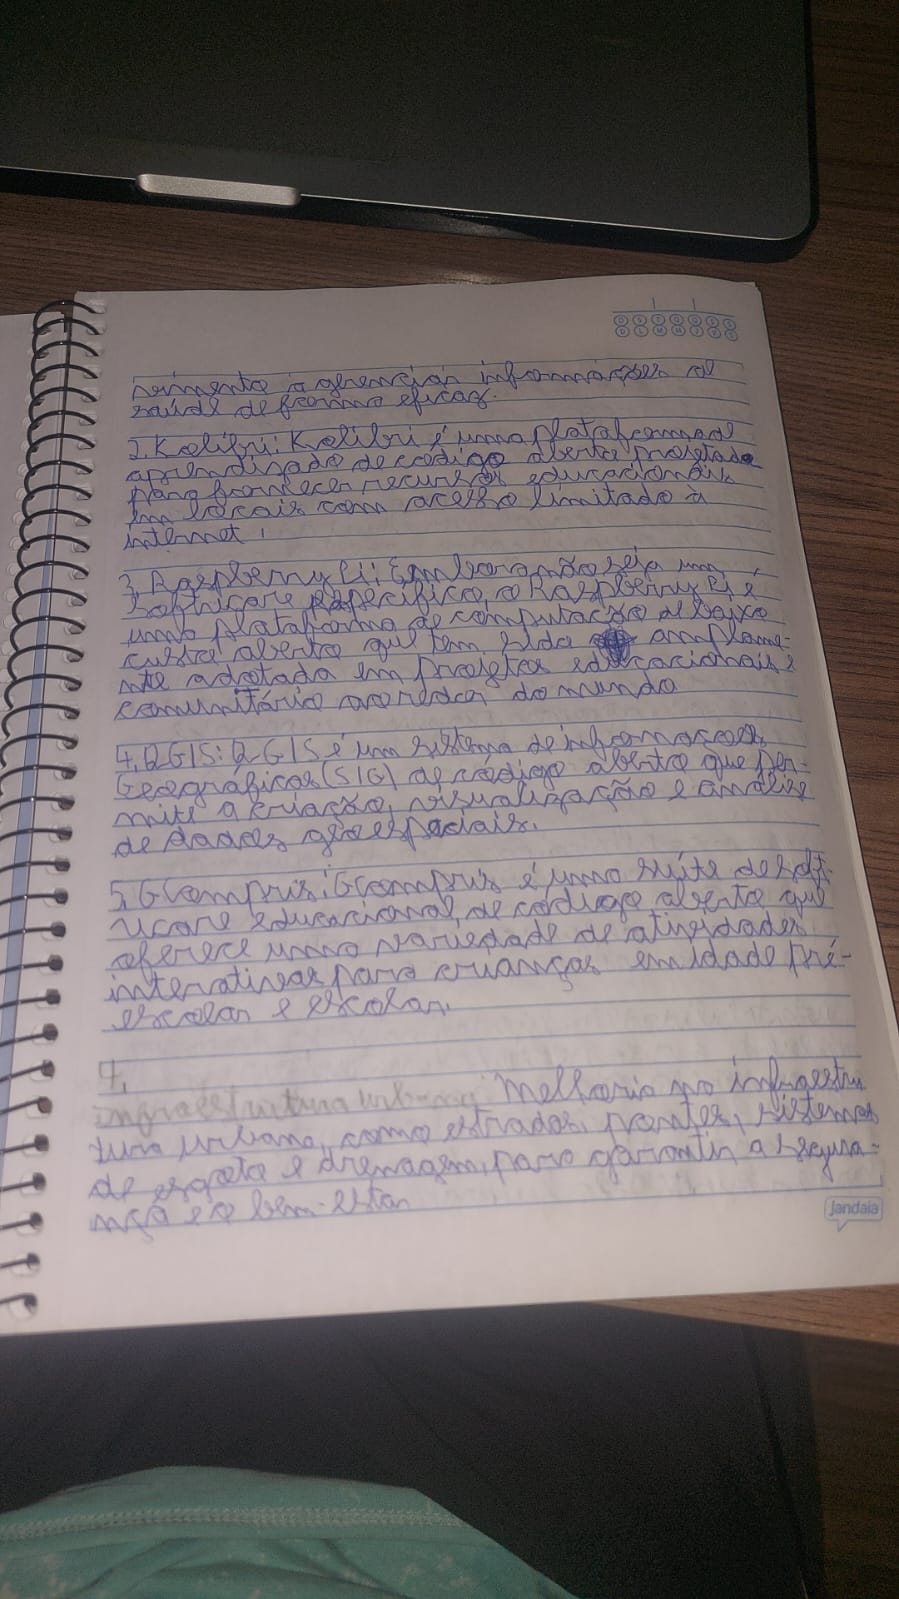 vimento a gerenciar informações de
saúde de forma eficaz.
2. Kolibri: Kolibri é uma plataforma de
aprendizado de código aberto projetada
para fornecer recursos educacionais
em locais com acesso limitado à
internet.
3. Raspberry Pi: Embora não seja um
software específico, o Raspberry Pi é
uma plataforma de computação de baixo
custo aberta que tem sido amplame-
nte adotada em projetos educacionais e
comunitário ao redor do mundo
4. QGIS: QGIS é um sistema de informacoes
Geográficas (SIG) de código aberto que per-
mite a criação, visualização e análise
de dados geoespaciais.
5. GCompris: GCompris é uma suíte de soft-
ware educacional de código aberto que
oferece uma variedade de atividades
interativas para crianças em idade pré-
escolar e escolar.
4.
infraestrutura urbana: Melhoria na infraestru
tura urbana, como estradas, pontes, sistemas
de esgoto e drenagem, para garantir a segura-
nça e o bem-estar
Jandaia